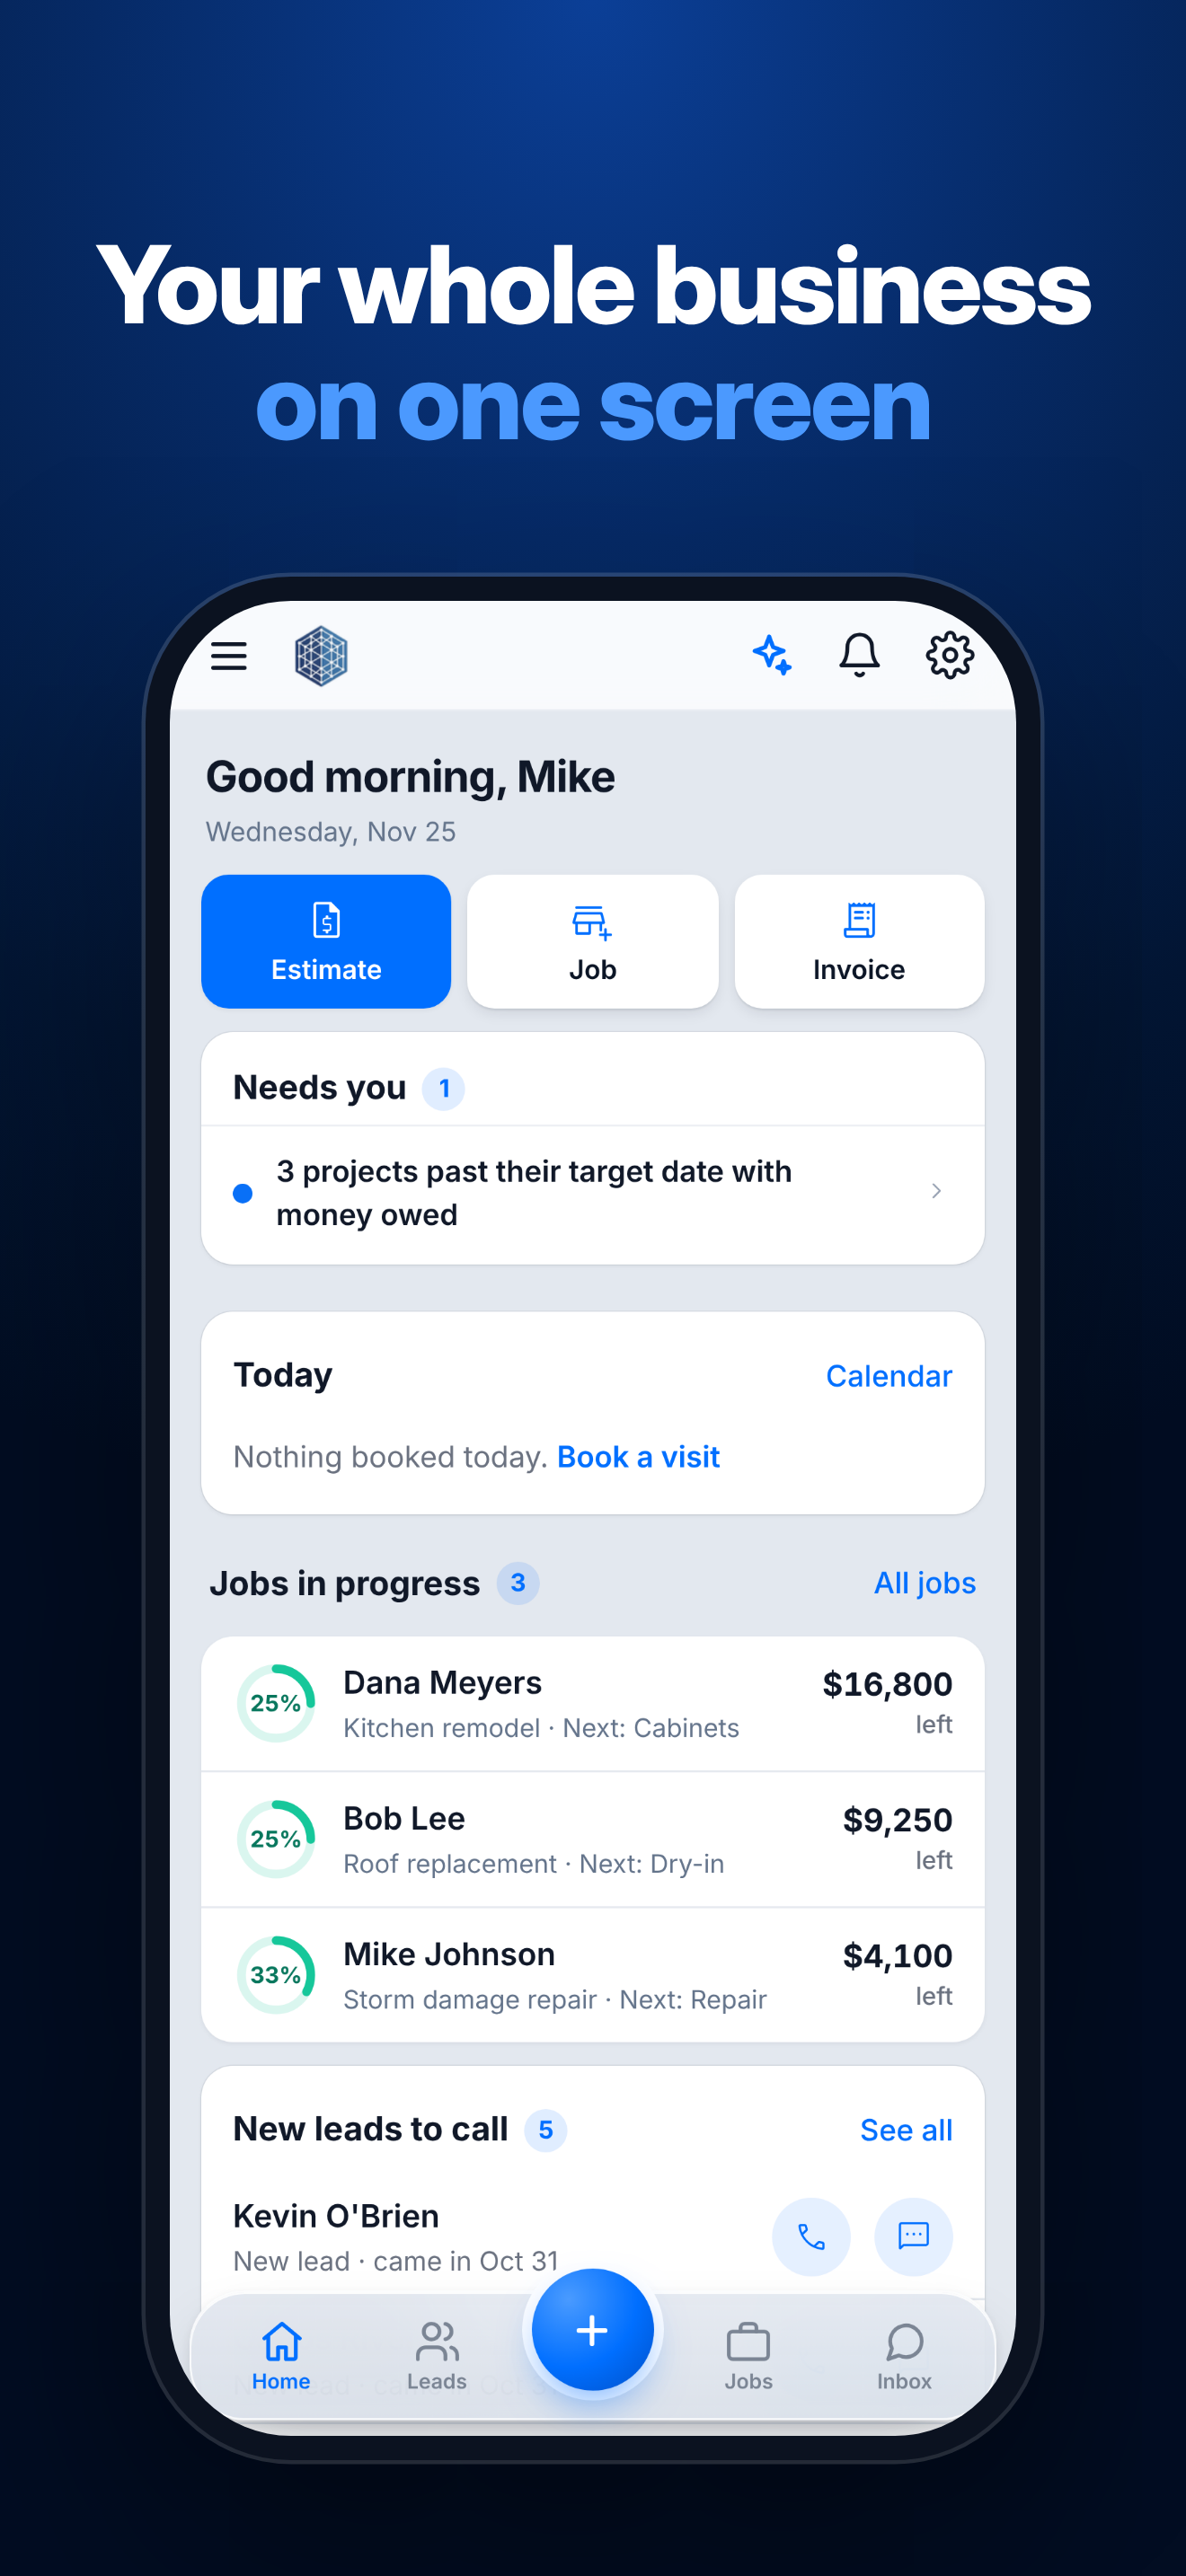 Your whole business
on one screen
Good morning, Mike
Wednesday, Nov 25
Estimate
Job
Invoice
Needs you 1
3 projects past their target date with
money owed
Today
Calendar
Nothing booked today. Book a visit
Jobs in progress 3
All jobs
25%
Dana Meyers
$16,800
Kitchen remodel · Next: Cabinets
left
25%
Bob Lee
$9,250
Roof replacement · Next: Dry-in
left
33%
Mike Johnson
$4,100
Storm damage repair · Next: Repair
left
New leads to call 5
See all
Kevin O'Brien
New lead · came in Oct 31
Home
Leads
Jobs
Inbox